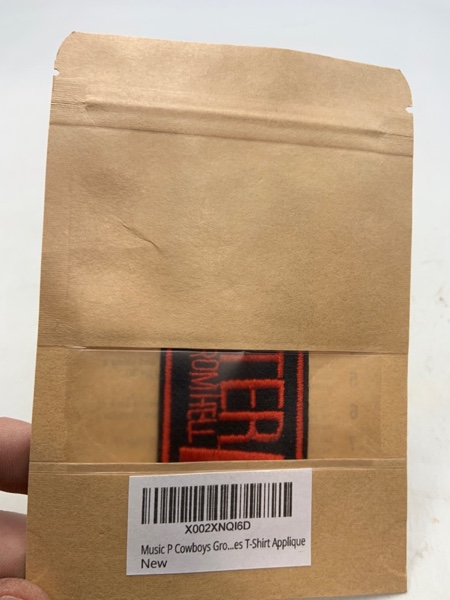 TER
ROM HELL
X002XNQI6D
Music P Cowboys Gro...es T-Shirt Applique
New